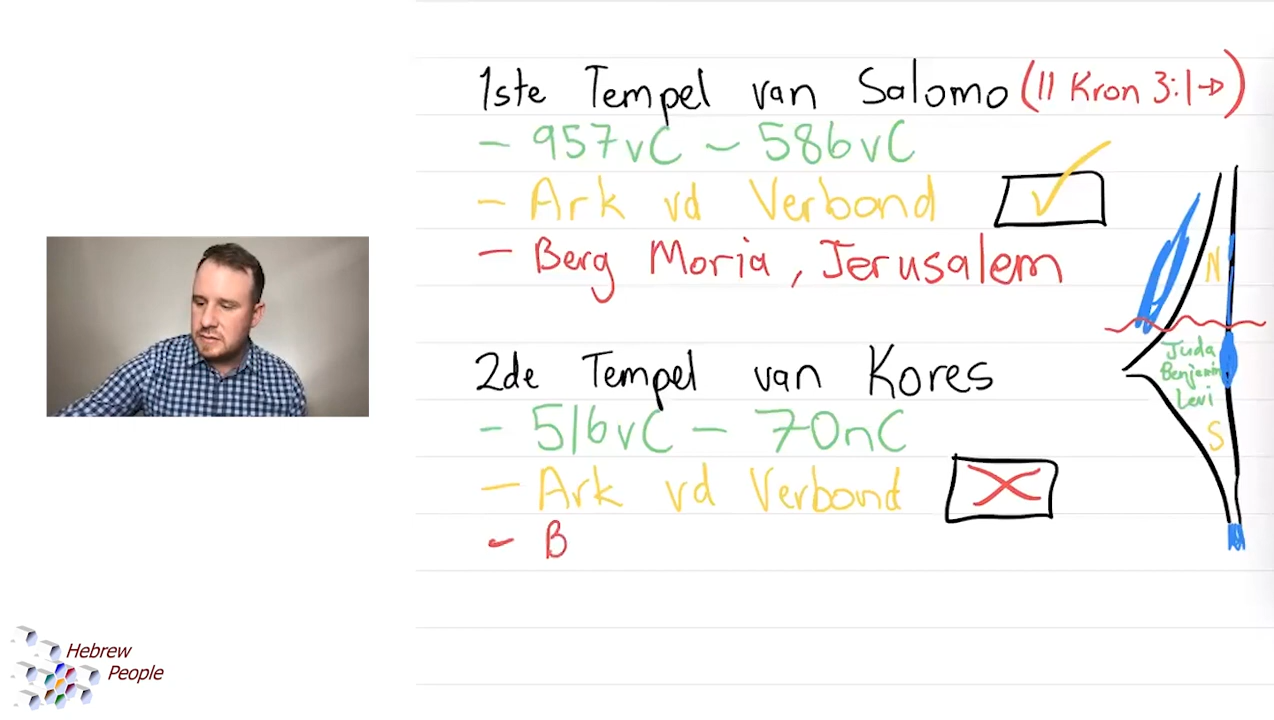 1ste Tempel van Salomo (II Kron 3:1→)
- 957vC - 586vC
- Ark vd Verbond
- Berg Moria, Jerusalem
2de Tempel van Kores
- 516vC - 70nC
- Ark vd Verbond
- B
N
Juda
Benjamin
Levi
S
Hebrew
People